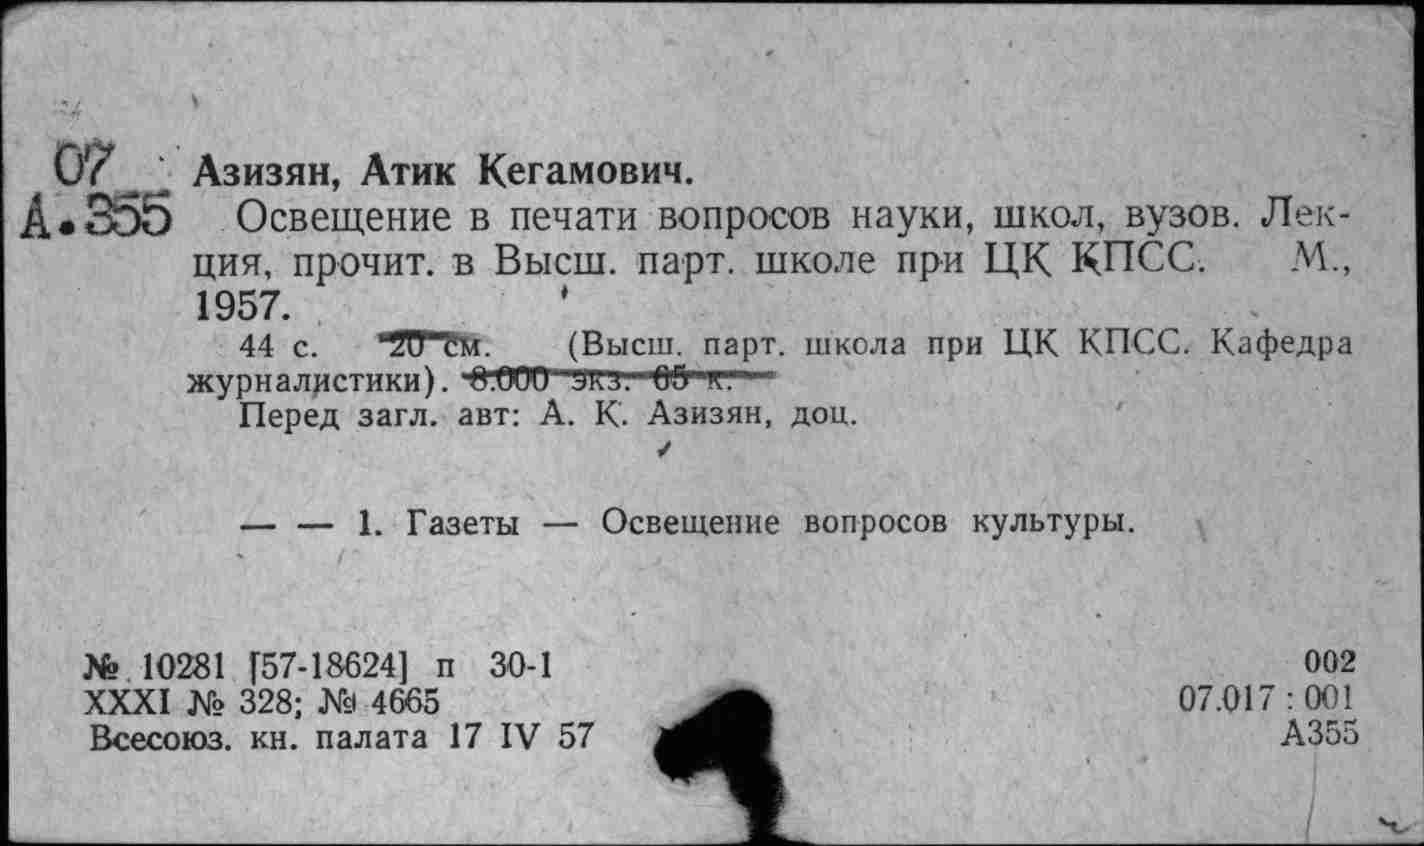 07 Азизян, Атик Кегамович.
А.355 Освещение в печати вопросов науки, школ, вузов. Лек-
ция, прочит. в Высш. парт. школе при ЦК КПСС. М.,
1957.
44 с. 20 см. (Высш. парт. школа при ЦК КПСС. Кафедра
журналистики). 8.000 экз. 65 к.
Перед загл. авт: А. К. Азизян, доц.
— — 1. Газеты — Освещение вопросов культуры.
№ 10281 [57-18624] п 30-1
XXXI № 328; № 4665
Всесоюз. кн. палата 17 IV 57
002
07.017 : 001
А355